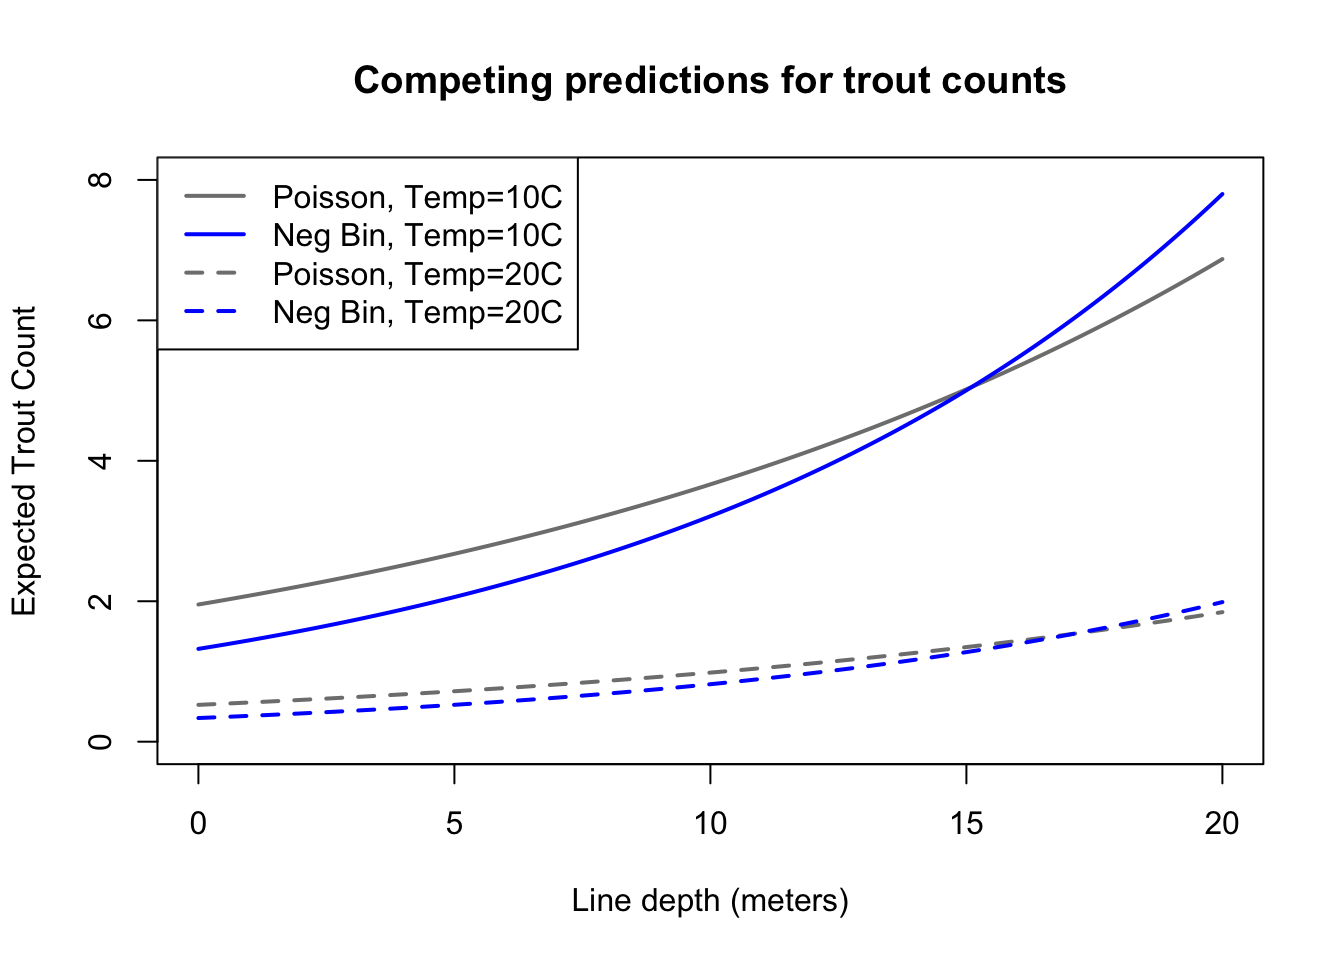 Competing predictions for trout counts
Poisson, Temp=10C
Neg Bin, Temp=10C
Poisson, Temp=20C
Neg Bin, Temp=20C
Expected Trout Count
8
6
4
2
0
0 5 10 15 20
Line depth (meters)